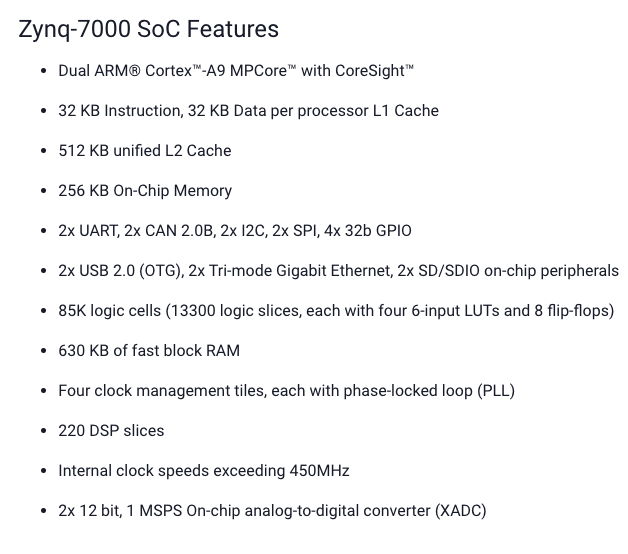 Zynq-7000 SoC Features
• Dual ARM® Cortex™-A9 MPCore™ with CoreSight™
• 32 KB Instruction, 32 KB Data per processor L1 Cache
• 512 KB unified L2 Cache
• 256 KB On-Chip Memory
• 2x UART, 2x CAN 2.0B, 2x I2C, 2x SPI, 4x 32b GPIO
• 2x USB 2.0 (OTG), 2x Tri-mode Gigabit Ethernet, 2x SD/SDIO on-chip peripherals
• 85K logic cells (13300 logic slices, each with four 6-input LUTs and 8 flip-flops)
• 630 KB of fast block RAM
• Four clock management tiles, each with phase-locked loop (PLL)
• 220 DSP slices
• Internal clock speeds exceeding 450MHz
• 2x 12 bit, 1 MSPS On-chip analog-to-digital converter (XADC)